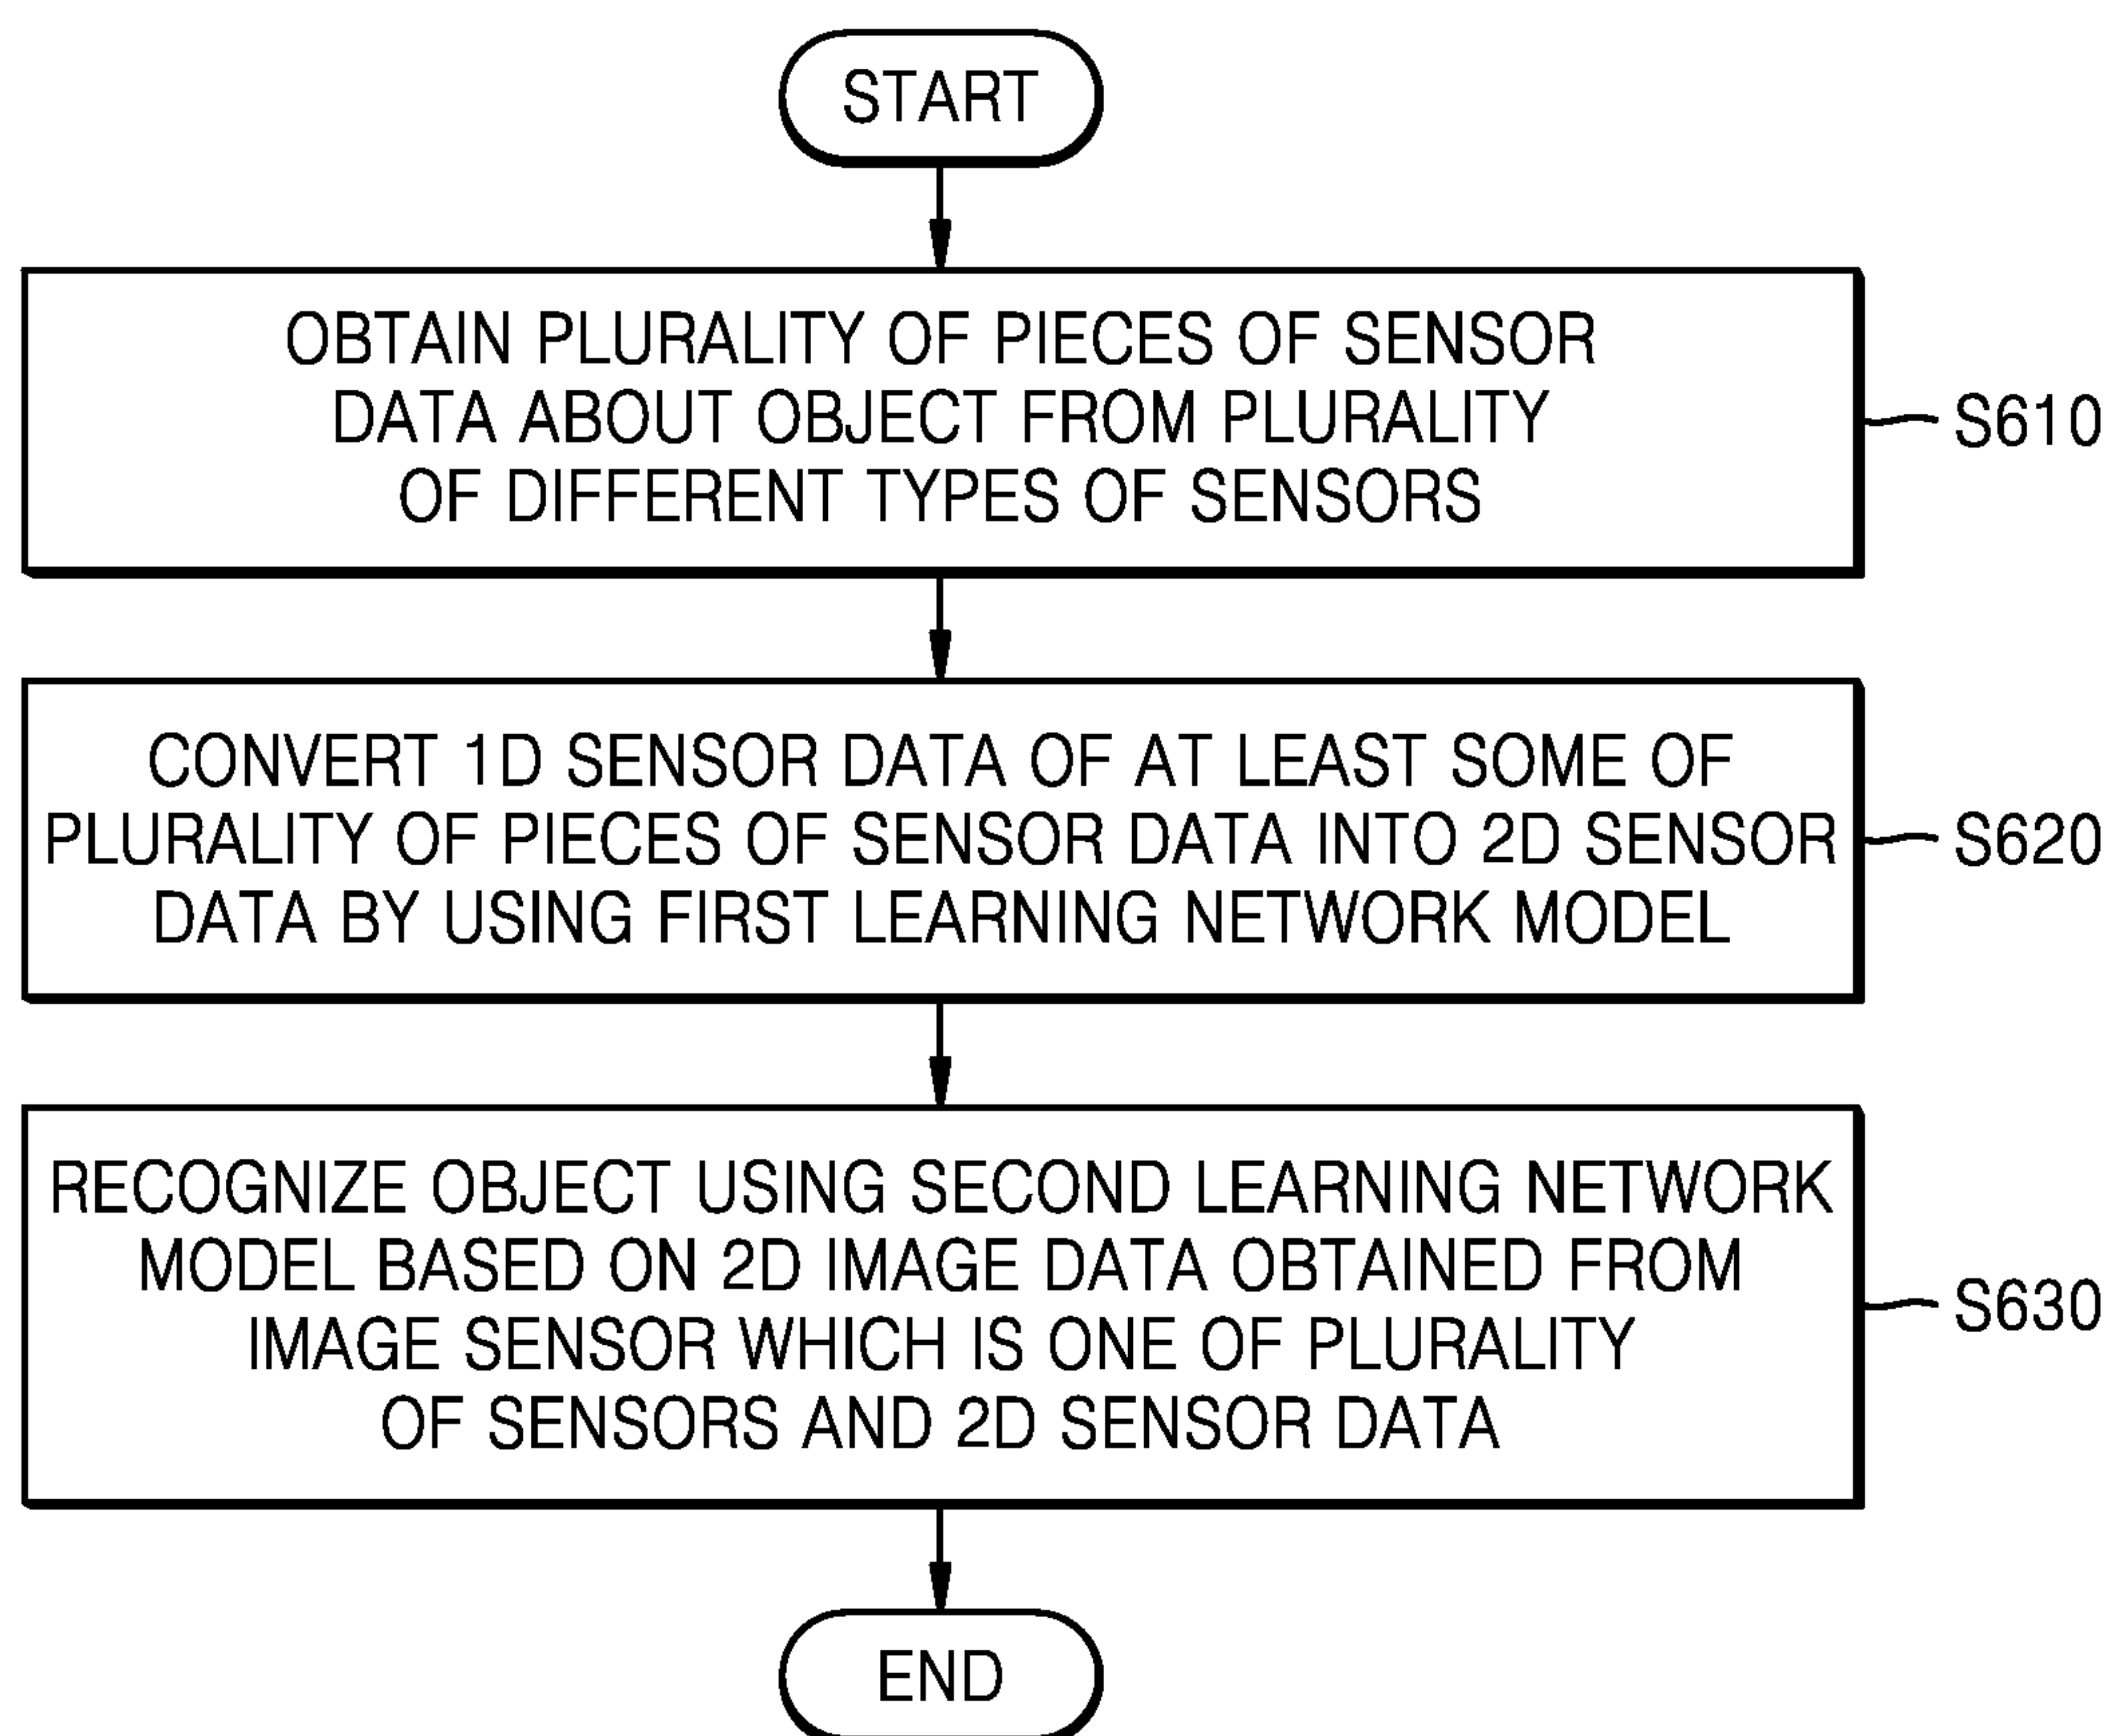 START
OBTAIN PLURALITY OF PIECES OF SENSOR
DATA ABOUT OBJECT FROM PLURALITY
OF DIFFERENT TYPES OF SENSORS
S610
CONVERT 1D SENSOR DATA OF AT LEAST SOME OF
PLURALITY OF PIECES OF SENSOR DATA INTO 2D SENSOR
DATA BY USING FIRST LEARNING NETWORK MODEL
S620
RECOGNIZE OBJECT USING SECOND LEARNING NETWORK
MODEL BASED ON 2D IMAGE DATA OBTAINED FROM
IMAGE SENSOR WHICH IS ONE OF PLURALITY
OF SENSORS AND 2D SENSOR DATA
S630
END